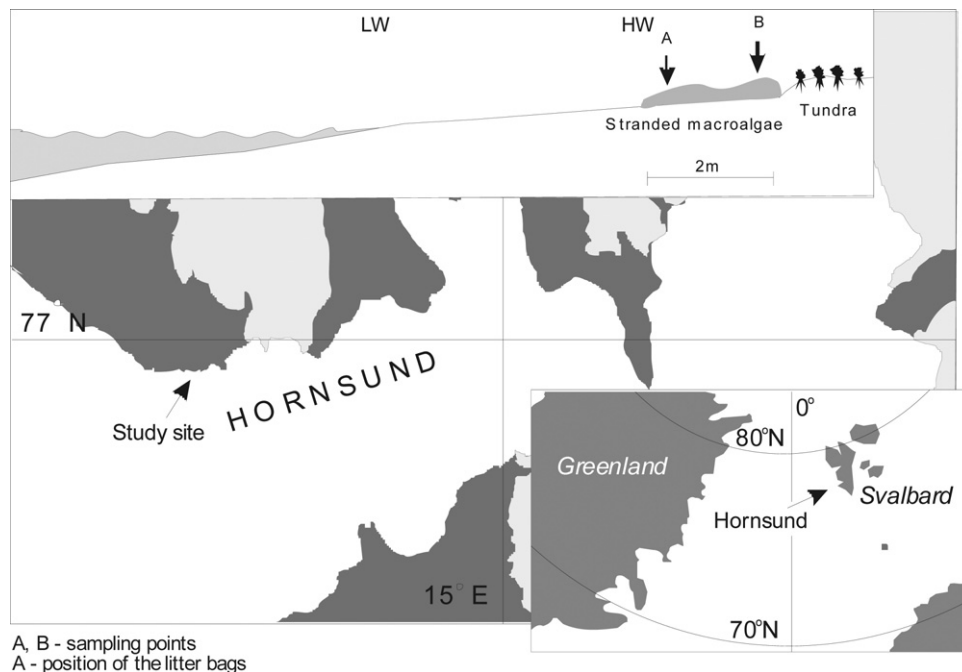 LW
HW
A
B
Stranded macroalgae
Tundra
2m
77 N
HORNSUND
Study site
15° E
0°
80°N
Greenland
Svalbard
Hornsund
70°N
A, B - sampling points
A - position of the litter bags